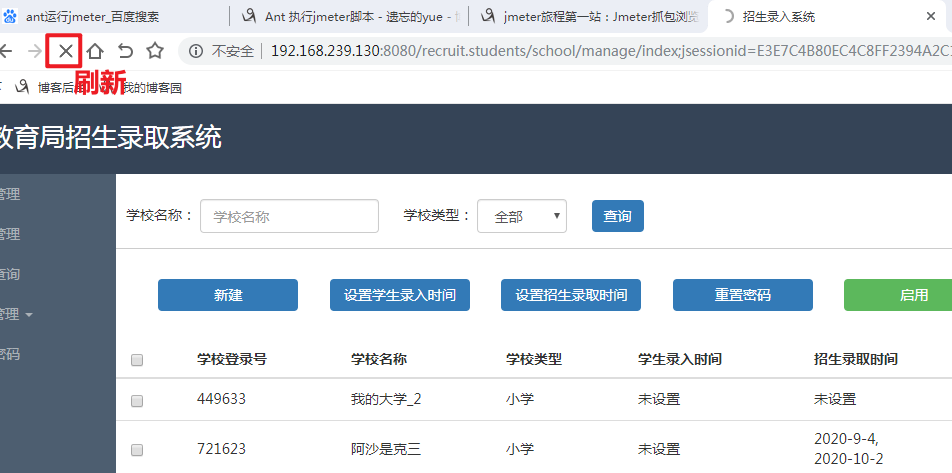 ant运行jmeter_百度搜索
Ant 执行jmeter脚本 - 遗忘的yue -
jmeter旅程第一站：Jmeter抓包浏览
招生录入系统
不安全
192.168.239.130:8080/recruit.students/school/manage/index;jsessionid=E3E7C4B80EC4C8FF2394A2C
刷新
博客后
我的博客园
教育局招生录取系统
管理
管理
查询
管理
密码
学校名称： 学校名称 学校类型： 全部 查询
新建 设置学生录入时间 设置招生录取时间 重置密码 启用
学校登录号 学校名称 学校类型 学生录入时间 招生录取时间
449633 我的大学_2 小学 未设置 未设置
721623 阿沙是克三 小学 未设置 2020-9-4,
2020-10-2